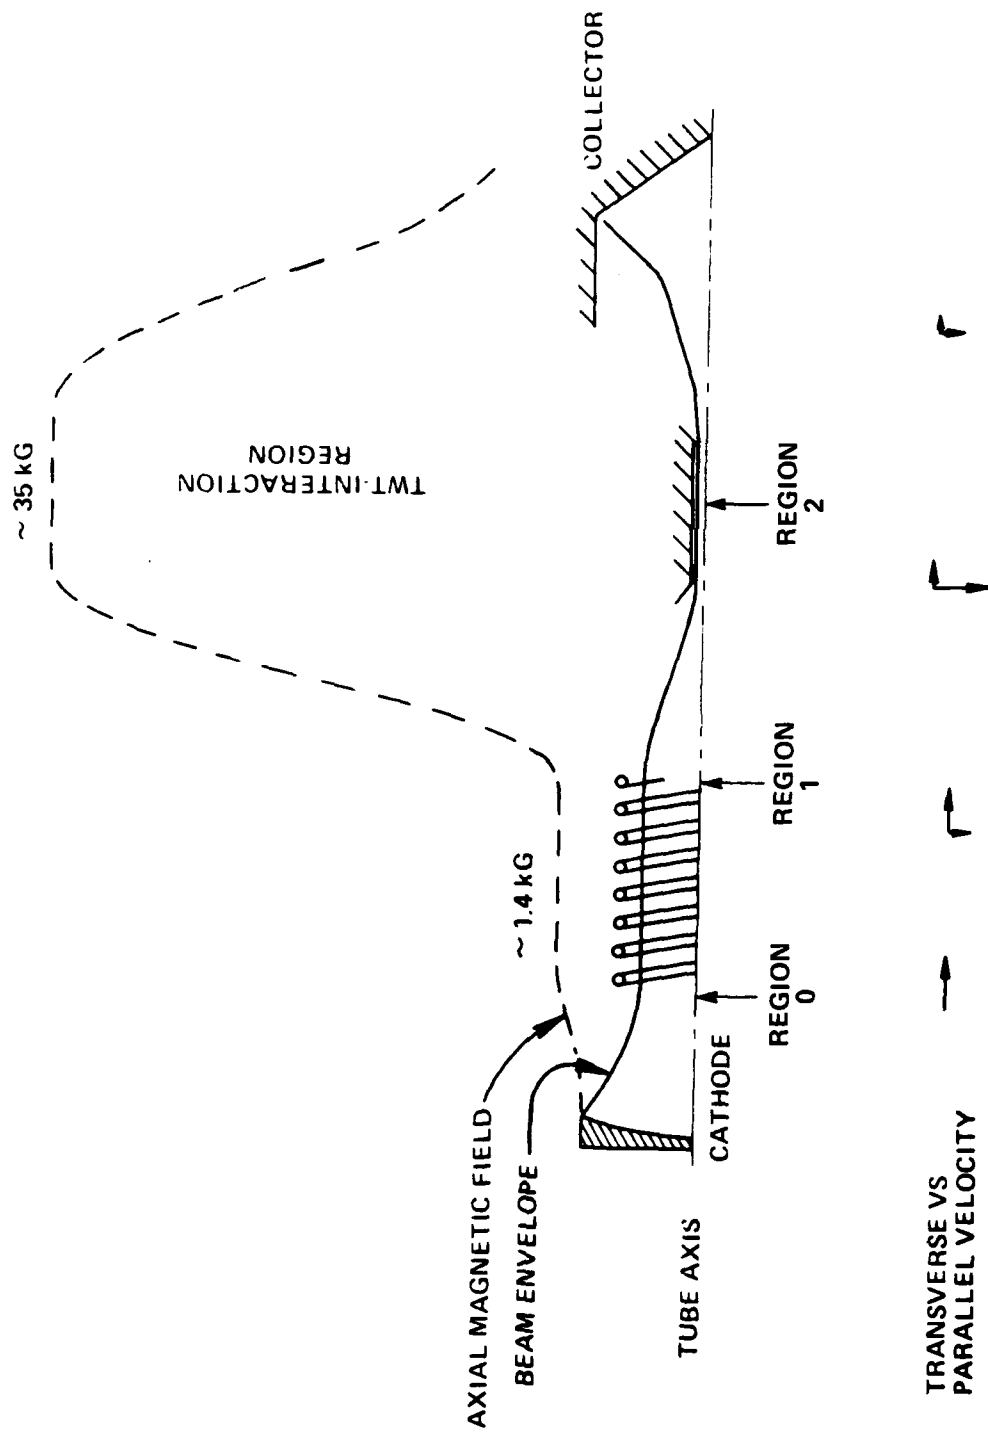 ~ 35 kG
TWT-INTERACTION
REGION
~ 1.4 kG
AXIAL MAGNETIC FIELD
BEAM ENVELOPE
COLLECTOR
CATHODE
TUBE AXIS
REGION
0
REGION
1
REGION
2
TRANSVERSE VS
PARALLEL VELOCITY